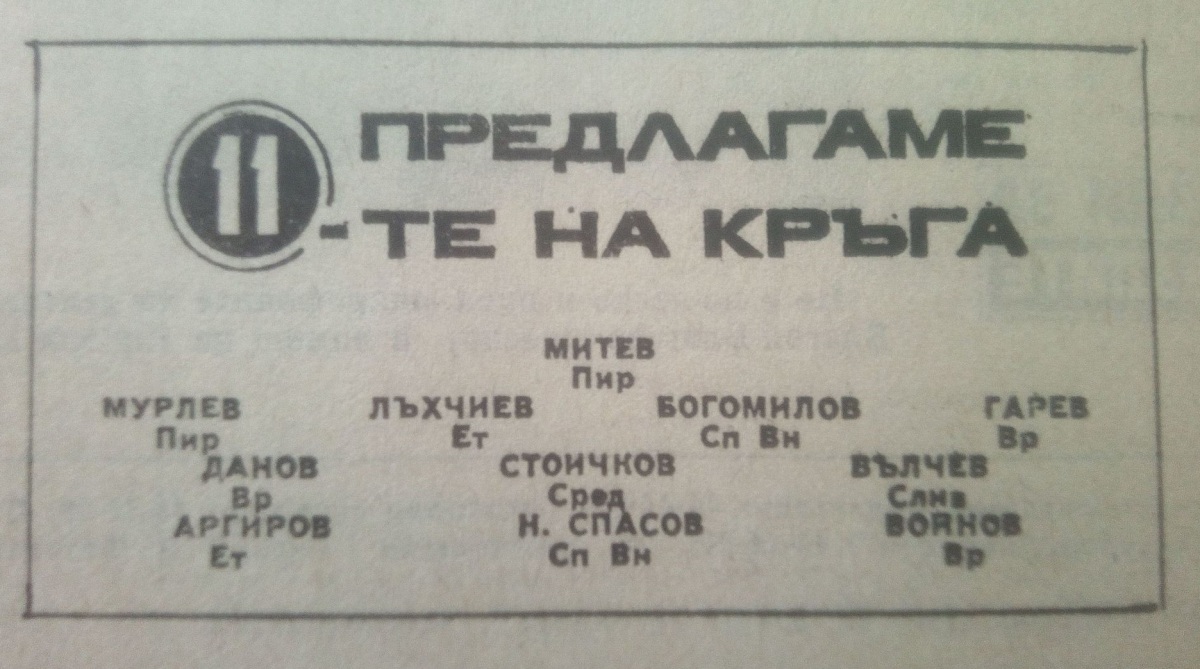 ПРЕДЛАГАМЕ
11-ТЕ НА КРЪГА
МИТЕВ
Пир
МУРЛЕВ ЛЪХЧИЕВ БОГОМИЛОВ ГАРЕВ
Пир Ет Сп Вн Вр
ДАНОВ СТОИЧКОВ ВЪЛЧЕВ
Вр Сред Слив
АРГИРОВ Н. СПАСОВ ВОЙНОВ
Ет Сп Вн Вр